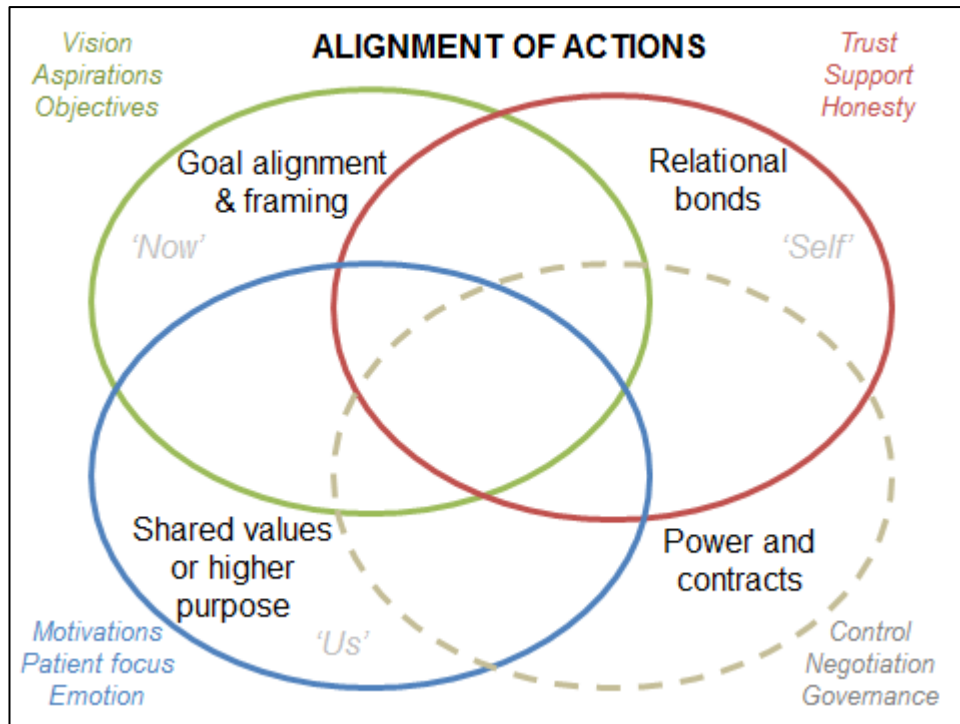 Vision
Aspirations
Objectives
ALIGNMENT OF ACTIONS
Trust
Support
Honesty
Goal alignment
& framing
Relational
bonds
‘Now’
‘Self’
Shared values
or higher
purpose
Power and
contracts
‘Us’
Motivations
Patient focus
Emotion
Control
Negotiation
Governance